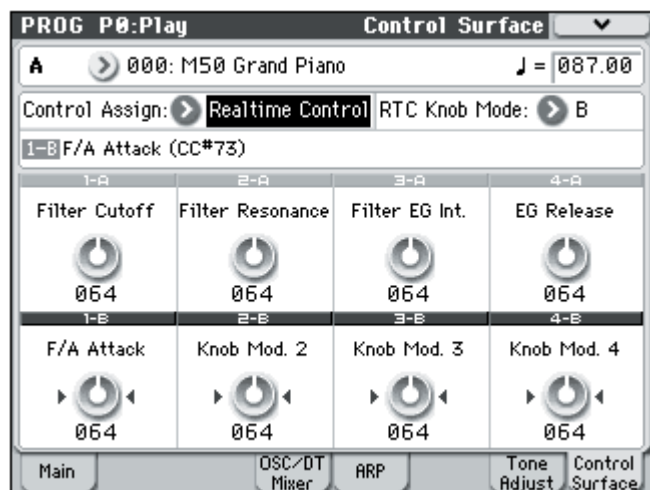 PROG P0:Play Control Surface
A 000: M50 Grand Piano ♩ = 087.00
Control Assign: Realtime Control RTC Knob Mode: B
1-B F/A Attack (CC#73)
1-A 2-A 3-A 4-A
Filter Cutoff Filter Resonance Filter EG Int. EG Release
064 064 064 064
1-B 2-B 3-B 4-B
F/A Attack Knob Mod. 2 Knob Mod. 3 Knob Mod. 4
064 064 064 064
Main OSC/DT Mixer ARP Tone Adjust Control Surface